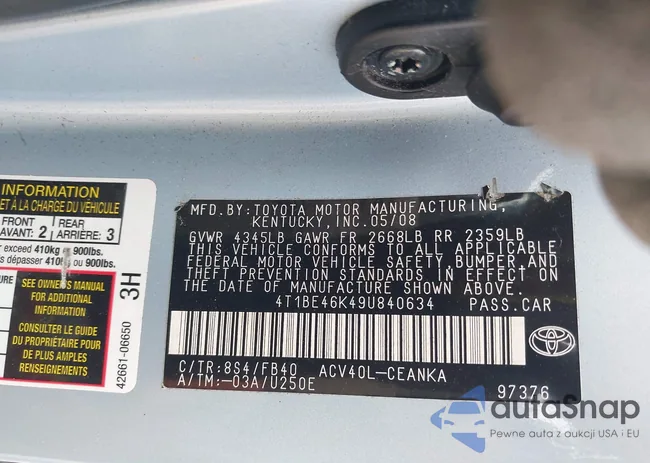 INFORMATION
ET À LA CHARGE DU VÉHICULE
FRONT
AVANT: 2
REAR
ARRIÈRE: 3
exceed 410kg or 900lbs.
dépasser 410kg ou 900lbs.
SEE OWNER'S
MANUAL FOR
ADDITIONAL
INFORMATION
CONSULTER LE GUIDE
DU PROPRIÉTAIRE
POUR PLUS DE
RENSEIGNEMENTS
3H
42661-06650
MFD.BY:TOYOTA MOTOR MANUFACTURING,
KENTUCKY, INC.05/08
GVWR 4345LB GAWR FR 2668LB RR 2359LB
THIS VEHICLE CONFORMS TO ALL APPLICABLE
FEDERAL MOTOR VEHICLE SAFETY, BUMPER, AND
THEFT PREVENTION STANDARDS IN EFFECT ON
THE DATE OF MANUFACTURE SHOWN ABOVE.
4T1BE46K49U840634 PASS.CAR
C/TR:8S4/FB40 ACV40L-CEANKA
A/TM:-03A/U250E
97376
TOYOTA
autoSnap
Pewne auta z aukcji USA i EU